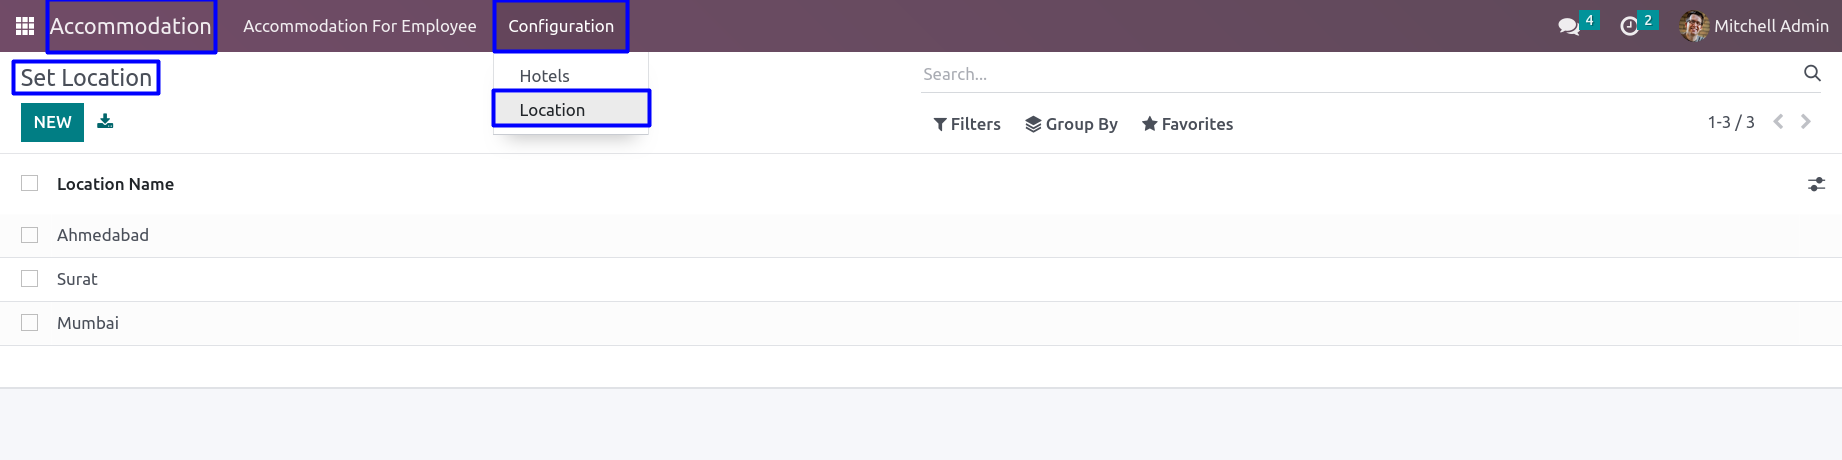 Accommodation Accommodation For Employee Configuration 4 2 Mitchell Admin
Set Location
Hotels
Location
Search...
NEW
Filters Group By Favorites 1-3 / 3
Location Name
Ahmedabad
Surat
Mumbai